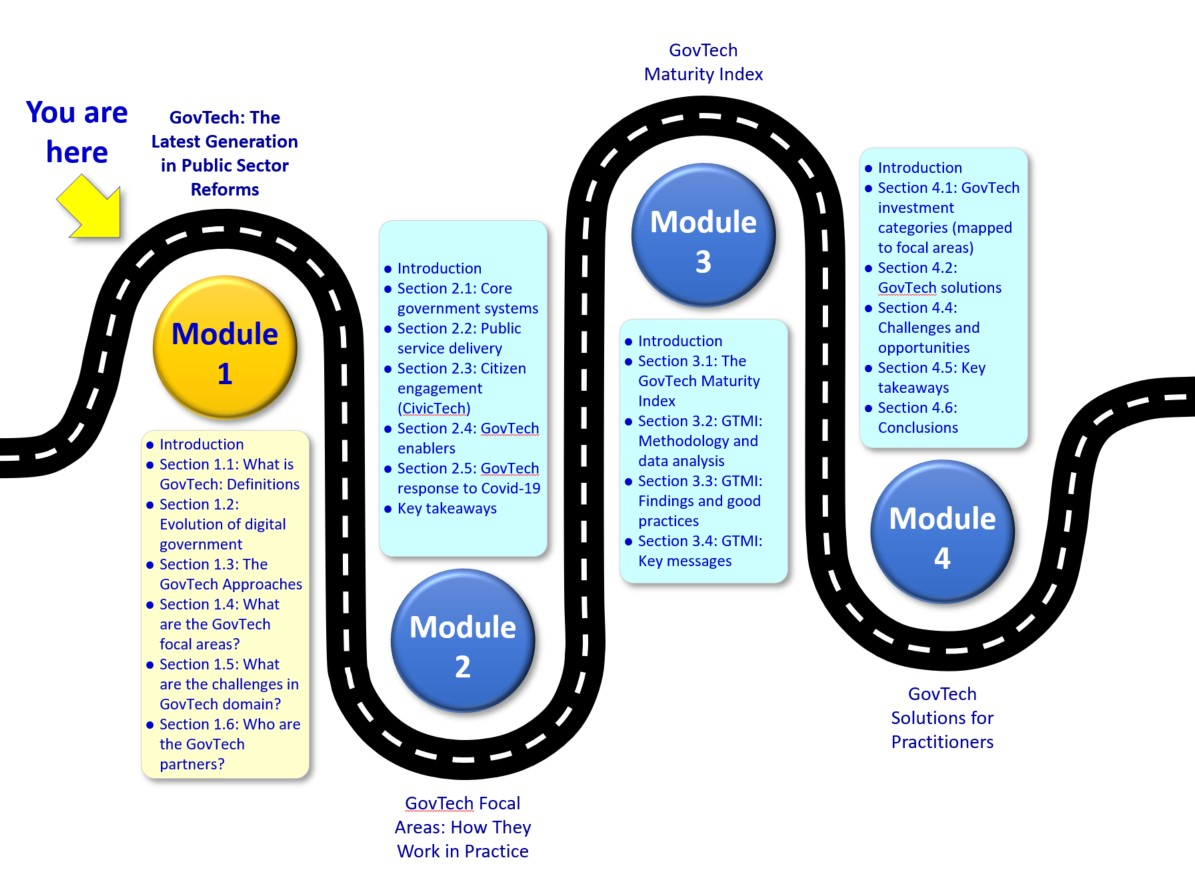 You are
here
GovTech: The
Latest Generation
in Public Sector
Reforms
Module
1
● Introduction
● Section 1.1: What is
GovTech: Definitions
● Section 1.2:
Evolution of digital
government
● Section 1.3: The
GovTech Approaches
● Section 1.4: What
are the GovTech
focal areas?
● Section 1.5: What
are the challenges in
GovTech domain?
● Section 1.6: Who are
the GovTech
partners?
● Introduction
● Section 2.1: Core
government systems
● Section 2.2: Public
service delivery
● Section 2.3: Citizen
engagement
(CivicTech)
● Section 2.4: GovTech
enablers
● Section 2.5: GovTech
response to Covid-19
● Key takeaways
Module
2
GovTech Focal
Areas: How They
Work in Practice
GovTech
Maturity Index
Module
3
● Introduction
● Section 3.1: The
GovTech Maturity
Index
● Section 3.2: GTMI:
Methodology and
data analysis
● Section 3.3: GTMI:
Findings and good
practices
● Section 3.4: GTMI:
Key messages
● Introduction
● Section 4.1: GovTech
investment
categories (mapped
to focal areas)
● Section 4.2:
GovTech solutions
● Section 4.4:
Challenges and
opportunities
● Section 4.5: Key
takeaways
● Section 4.6:
Conclusions
Module
4
GovTech
Solutions for
Practitioners